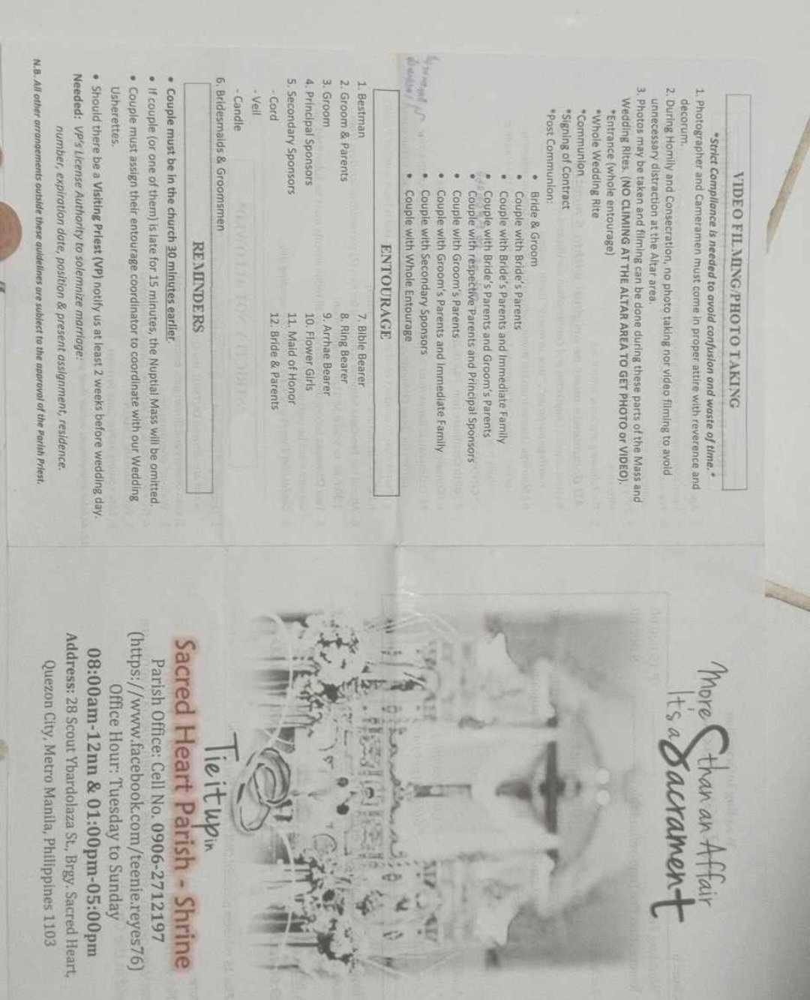 VIDEO FILMING/PHOTO TAKING
*Strict Compliance is needed to avoid confusion and waste of time.*
1. Photographer and Cameramen must come in proper attire with reverence and
decorum.
2. During Homily and Consecration, no photo taking nor video filming to avoid
unnecessary distraction at the Altar area.
3. Photos may be taken and filming can be done during these parts of the Mass and
Wedding Rites. (NO CLIMING AT THE ALTAR AREA TO GET PHOTO or VIDEO).
*Entrance (whole entourage)
*Whole Wedding Rite
*Communion
*Signing of Contract
*Post Communion:
• Bride & Groom
• Couple with Bride's Parents
• Couple with Bride's Parents and Immediate Family
• Couple with Bride's Parents and Groom's Parents
• Couple with respective Parents and Principal Sponsors
• Couple with Groom's Parents
• Couple with Groom's Parents and Immediate Family
• Couple with Secondary Sponsors
• Couple with Whole Entourage
ENTOURAGE
1. Bestman
2. Groom & Parents
3. Groom
4. Principal Sponsors
5. Secondary Sponsors
- Cord
- Veil
- Candle
6. Bridesmaids & Groomsmen
7. Bible Bearer
8. Ring Bearer
9. Arrhae Bearer
10. Flower Girls
11. Maid of Honor
12. Bride & Parents
REMINDERS
• Couple must be in the church 30 minutes earlier.
• If couple (or one of them) is late for 15 minutes, the Nuptial Mass will be omitted.
• Couple must assign their entourage coordinator to coordinate with our Wedding
Usherettes.
• Should there be a Visiting Priest (VP) notify us at least 2 weeks before wedding day.
Needed: VP's License Authority to solemnize marriage:
number, expiration date, position & present assignment, residence.
N.B. All other arrangements outside these guidelines are subject to the approval of the Parish Priest.
More than an Affair
It's a Sacrament
Tie it up in
Sacred Heart Parish - Shrine
Parish Office: Cell No. 0906-2712197
(https://www.facebook.com/teenie.reyes76)
Office Hour: Tuesday to Sunday
08:00am-12nn & 01:00pm-05:00pm
Address: 28 Scout Ybardolaza St., Brgy. Sacred Heart,
Quezon City, Metro Manila, Philippines 1103